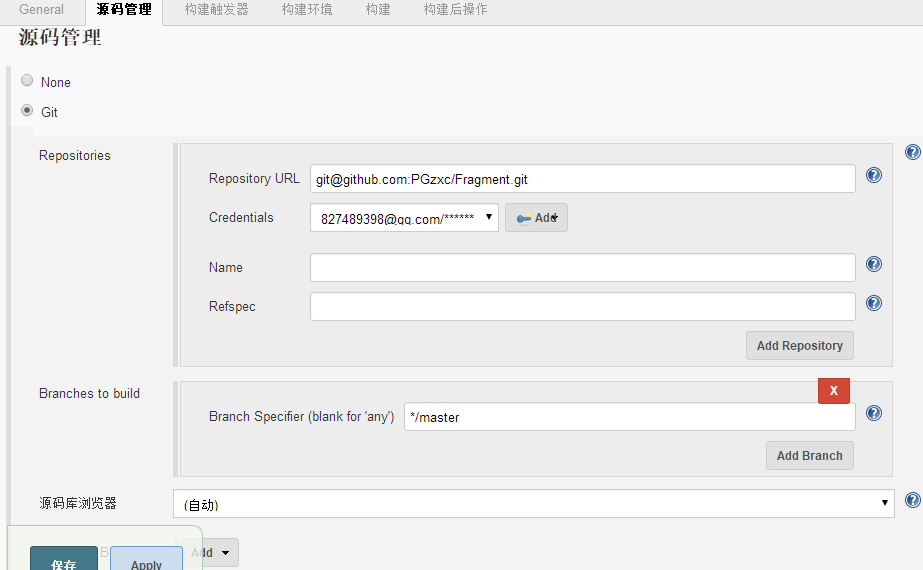 General 源码管理 构建触发器 构建环境 构建 构建后操作
源码管理
None
Git
Repositories
Repository URL git@github.com:PGzxc/Fragment.git
Credentials 827489398@qq.com/****** Add
Name
Refspec
Add Repository
Branches to build
X
Branch Specifier (blank for 'any') */master
Add Branch
源码库浏览器 (自动)
Add
保存 Apply